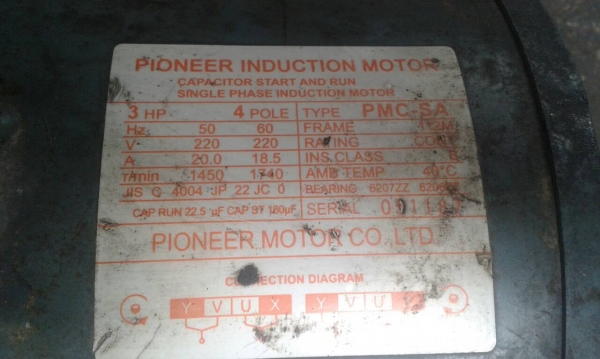 PIONEER INDUCTION MOTOR
CAPACITOR START AND RUN
SINGLE PHASE INDUCTION MOTOR
3 HP 4 POLE TYPE PMC-SA
Hz 50 60 FRAME
V 220 220 RATING CONT
A 20.0 18.5 INS.CLASS
r/min 1450 1740 AMB TEMP 40°C
JIS C 4004 JP 22 JC 0 BEARING 6207ZZ
CAP RUN 22.5 µF CAP ST 160µF SERIAL
PIONEER MOTOR CO.,LTD.
CONNECTION DIAGRAM
Y V U X Y V U